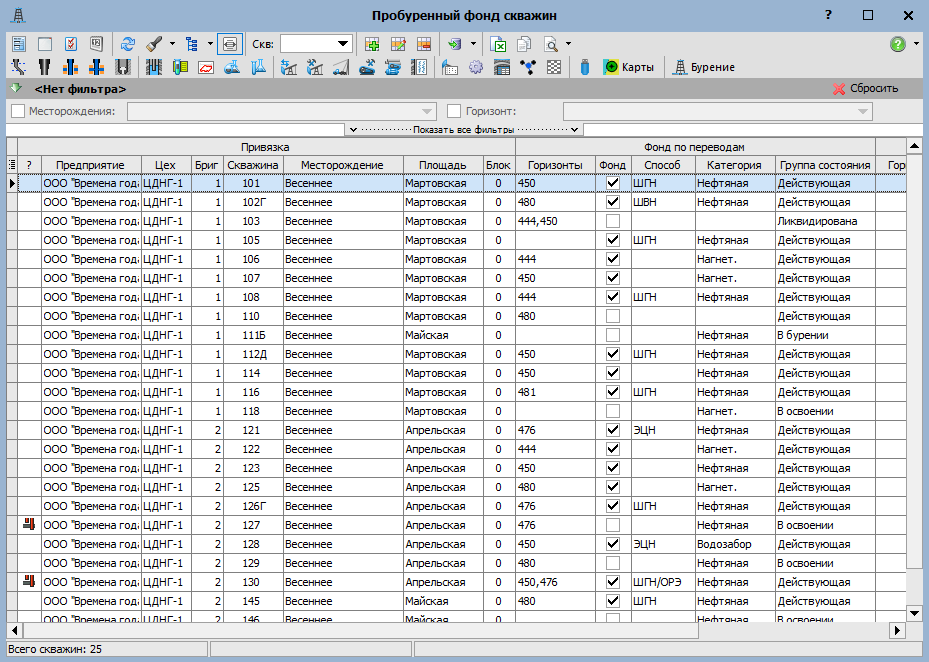 Пробуренный фонд скважин
?
Скв:
Карты Бурение
<Нет фильтра> Сбросить
Месторождения: Горизонт:
Показать все фильтры
Привязка Фонд по переводам
? Предприятие Цех Бриг Скважина Месторождение Площадь Блок Горизонты Фонд Способ Категория Группа состояния Гор
ООО "Времена год ЦДНГ-1 1 101 Весеннее Мартовская 0 450 ШГН Нефтяная Действующая
ООО "Времена год ЦДНГ-1 1 102Г Весеннее Мартовская 0 480 ШВН Нефтяная Действующая
ООО "Времена год ЦДНГ-1 1 103 Весеннее Мартовская 0 444,450 Ликвидирована
ООО "Времена год ЦДНГ-1 1 105 Весеннее Мартовская 0 ШГН Нефтяная Действующая
ООО "Времена год ЦДНГ-1 1 106 Весеннее Мартовская 0 444 Нагнет. Действующая
ООО "Времена год ЦДНГ-1 1 107 Весеннее Мартовская 0 450 Нагнет. Действующая
ООО "Времена год ЦДНГ-1 1 108 Весеннее Мартовская 0 444 ШГН Нефтяная Действующая
ООО "Времена год ЦДНГ-1 1 110 Весеннее Мартовская 0 480 Действующая
ООО "Времена год ЦДНГ-1 1 111Б Весеннее Майская 0 Нефтяная В бурении
ООО "Времена год ЦДНГ-1 1 112Д Весеннее Мартовская 0 450 ШГН Нефтяная Действующая
ООО "Времена год ЦДНГ-1 1 114 Весеннее Мартовская 0 450 Нефтяная Действующая
ООО "Времена год ЦДНГ-1 1 116 Весеннее Мартовская 0 481 ШГН Нефтяная Действующая
ООО "Времена год ЦДНГ-1 1 118 Весеннее Мартовская 0 Нагнет. В освоении
ООО "Времена год ЦДНГ-1 2 121 Весеннее Апрельская 0 476 ЭЦН Нефтяная Действующая
ООО "Времена год ЦДНГ-1 2 122 Весеннее Апрельская 0 444 Нагнет. Действующая
ООО "Времена год ЦДНГ-1 2 123 Весеннее Апрельская 0 450 Нефтяная Действующая
ООО "Времена год ЦДНГ-1 2 125 Весеннее Апрельская 0 480 Нагнет. Действующая
ООО "Времена год ЦДНГ-1 2 126Г Весеннее Апрельская 0 476 ШГН Нефтяная Действующая
ООО "Времена год ЦДНГ-1 2 127 Весеннее Апрельская 0 476 Нефтяная В освоении
ООО "Времена год ЦДНГ-1 2 128 Весеннее Апрельская 0 450 ЭЦН Водозабор Действующая
ООО "Времена год ЦДНГ-1 2 129 Весеннее Апрельская 0 480 Нефтяная В освоении
ООО "Времена год ЦДНГ-1 2 130 Весеннее Апрельская 0 450,476 ШГН/ОРЭ Нефтяная Действующая
ООО "Времена год ЦДНГ-1 2 145 Весеннее Майская 0 480 ШГН Нефтяная Действующая
ООО "Времена год ЦДНГ-1 2 146 Весеннее Майская 0 Нефтяная В освоении
Всего скважин: 25